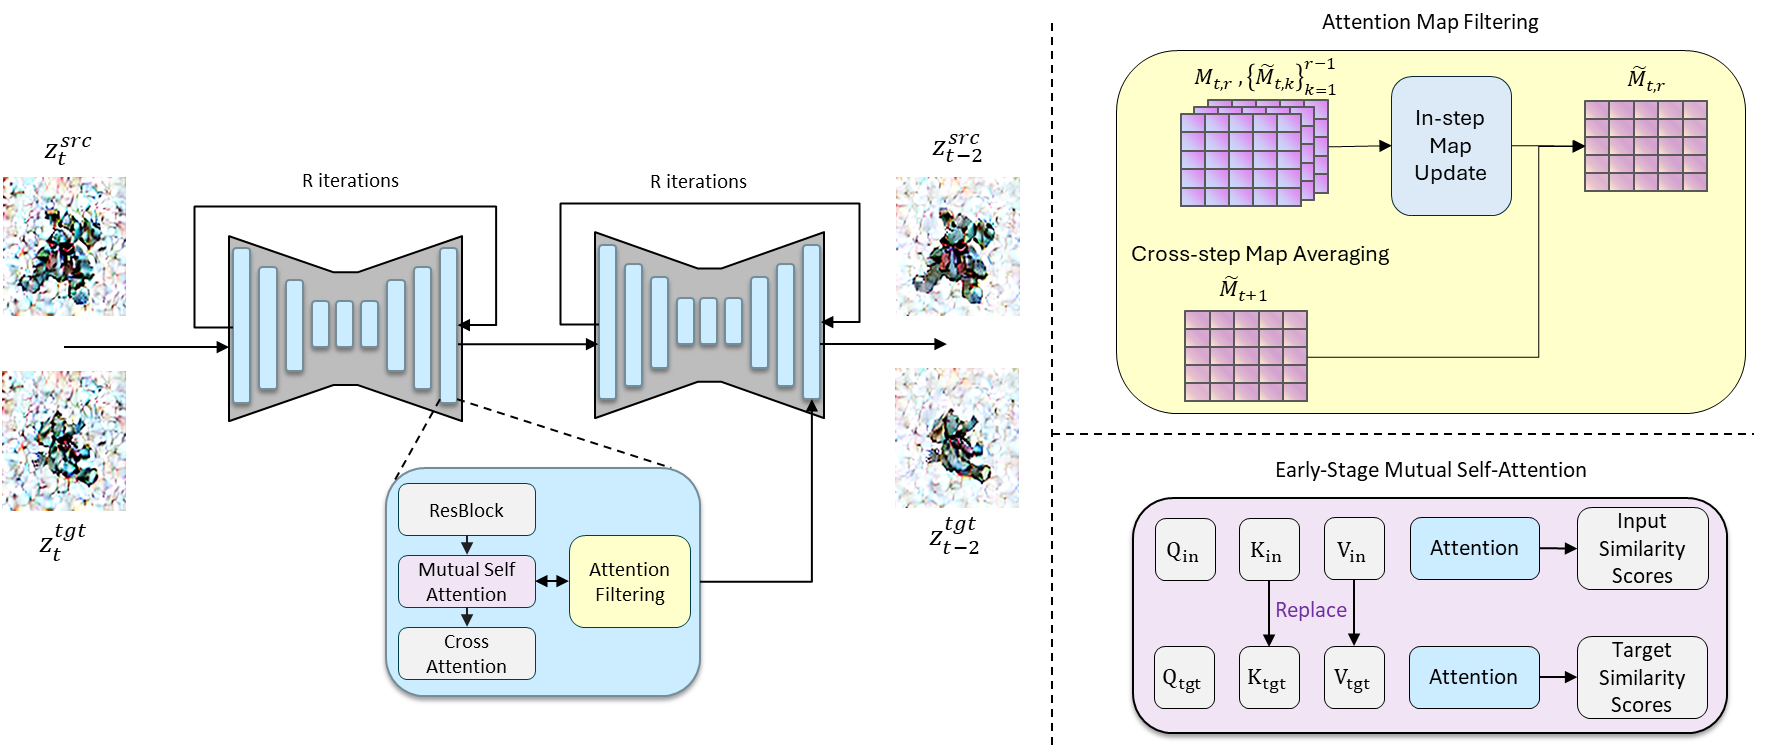 z_t^{src}
R iterations
R iterations
z_{t-2}^{src}
z_t^{tgt}
z_{t-2}^{tgt}
ResBlock
Mutual Self
Attention
Cross
Attention
Attention
Filtering
Attention Map Filtering
M_{t,r} , {M̃_{t,k}}_{k=1}^{r-1}
In-step
Map
Update
M̃_{t,r}
Cross-step Map Averaging
M̃_{t+1}
Early-Stage Mutual Self-Attention
Q_{in}
K_{in}
V_{in}
Attention
Input
Similarity
Scores
Replace
Q_{tgt}
K_{tgt}
V_{tgt}
Attention
Target
Similarity
Scores